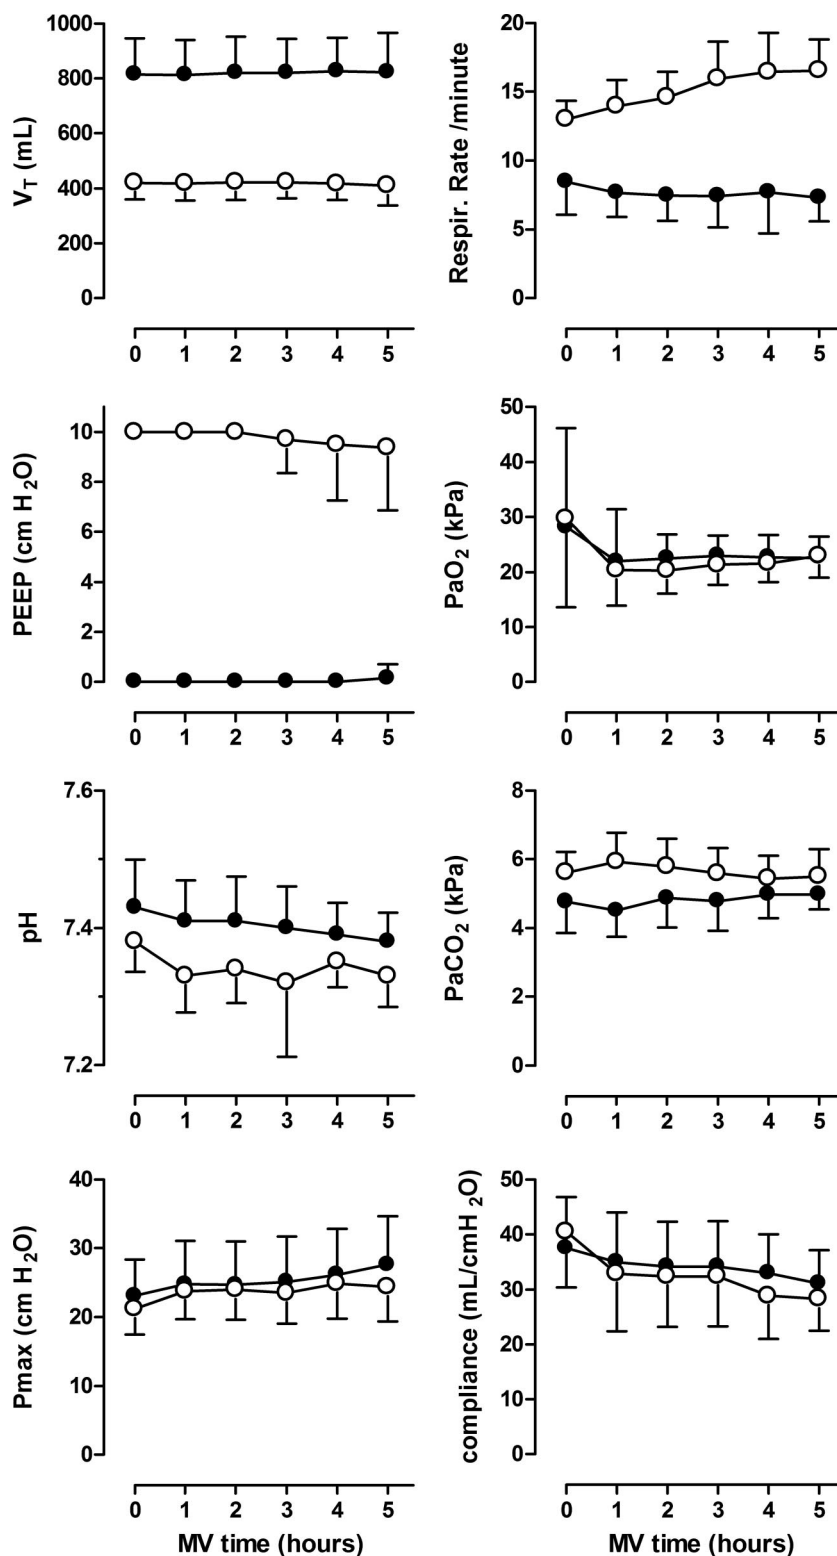 V_T (mL)
1000
800
600
400
200
0
0 1 2 3 4 5
Respir. Rate /minute
20
15
10
5
0
0 1 2 3 4 5
PEEP (cm H₂O)
10
8
6
4
2
0
0 1 2 3 4 5
PaO₂ (kPa)
50
40
30
20
10
0
0 1 2 3 4 5
pH
7.6
7.4
7.2
0 1 2 3 4 5
PaCO₂ (kPa)
8
6
4
2
0
0 1 2 3 4 5
Pmax (cm H₂O)
40
30
20
10
0
0 1 2 3 4 5
MV time (hours)
compliance (mL/cmH₂O)
50
40
30
20
10
0
0 1 2 3 4 5
MV time (hours)